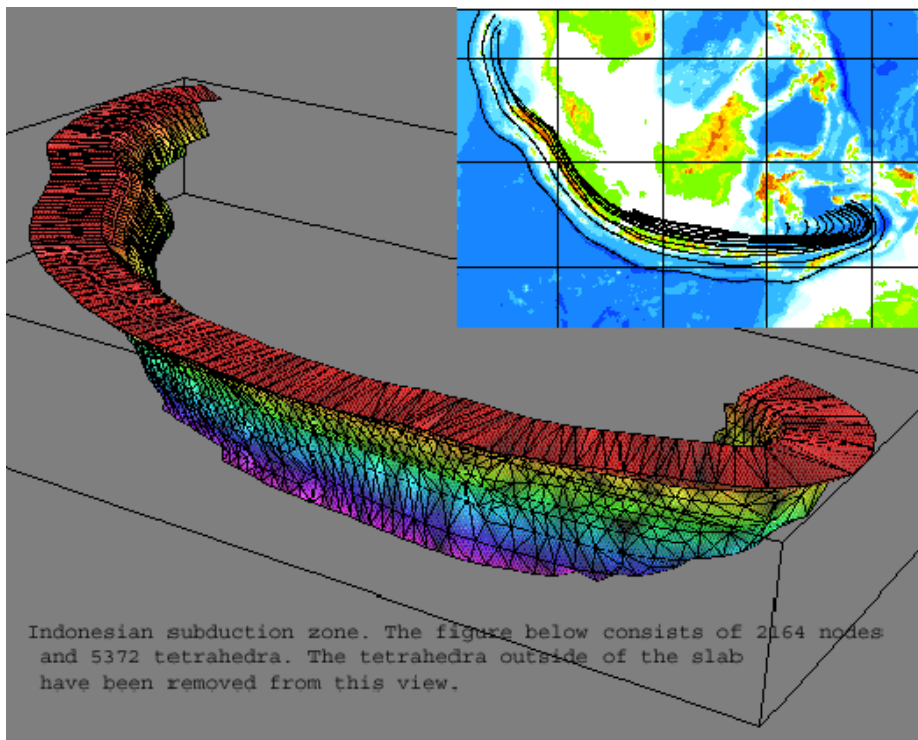 Indonesian subduction zone. The figure below consists of 2164 nodes
and 5372 tetrahedra. The tetrahedra outside of the slab
have been removed from this view.